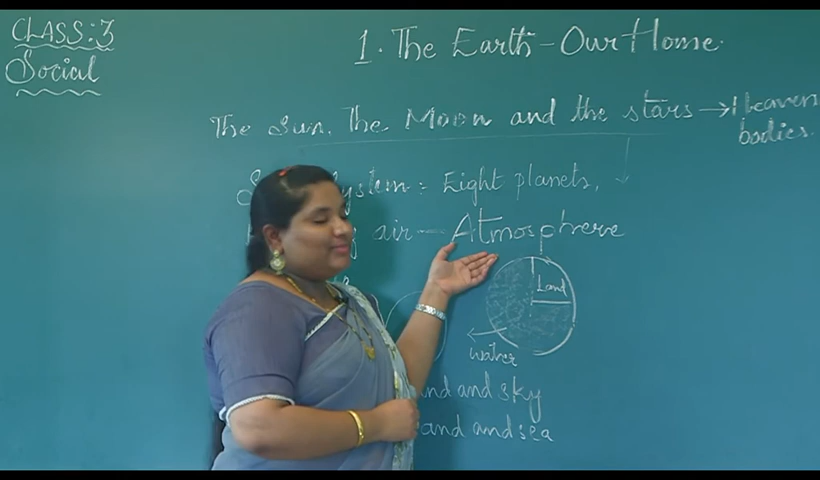 CLASS: 3
Social
1. The Earth - Our Home.
The Sun, The Moon and the stars → Heaven
bodies.
ystem : Eight planets,
air — Atmosphrere
Land
water
and and sky
and and sea